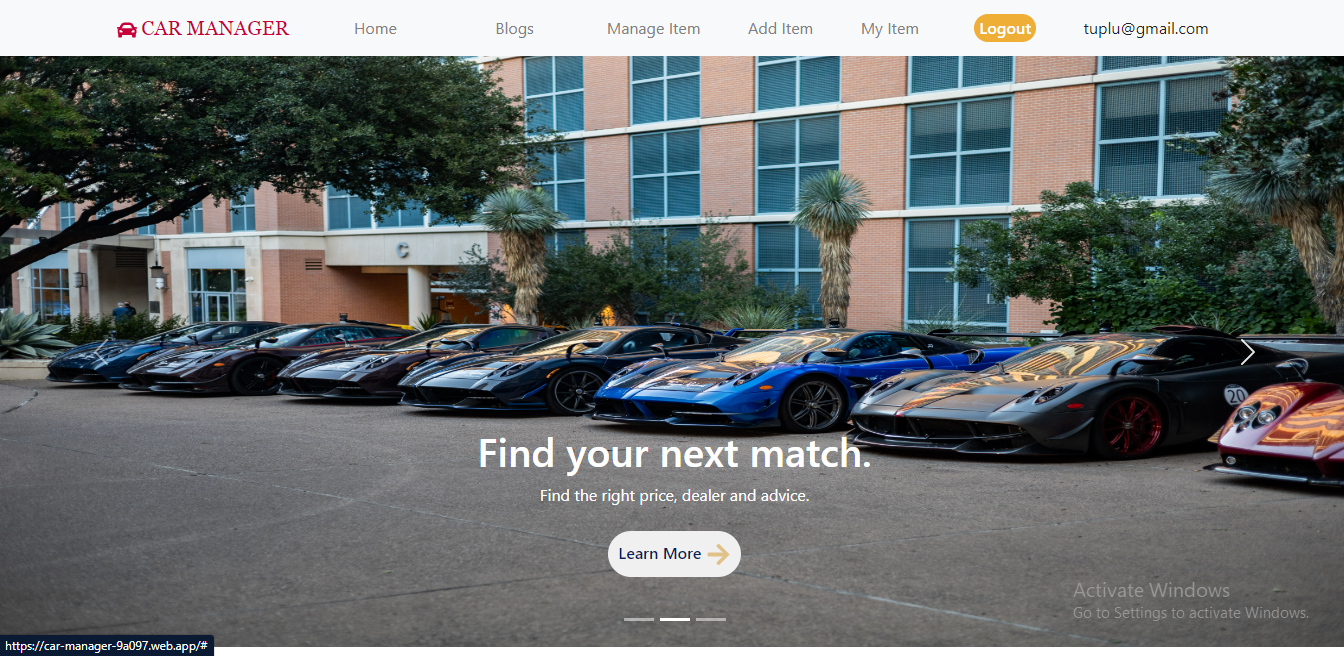 CAR MANAGER
Home
Blogs
Manage Item
Add Item
My Item
Logout
tuplu@gmail.com
C
20
Find your next match.
Find the right price, dealer and advice.
Learn More
Activate Windows
Go to Settings to activate Windows.
https://car-manager-9a097.web.app/#